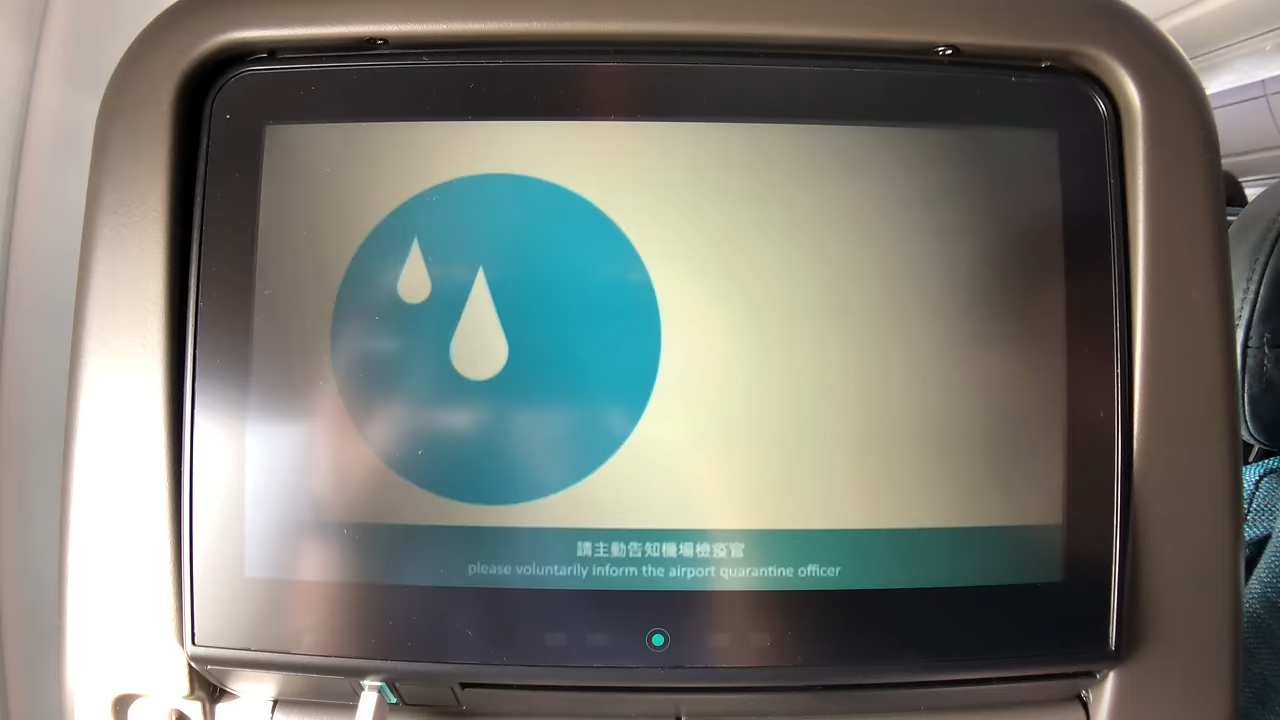 請主動告知機場檢疫官
please voluntarily inform the airport quarantine officer